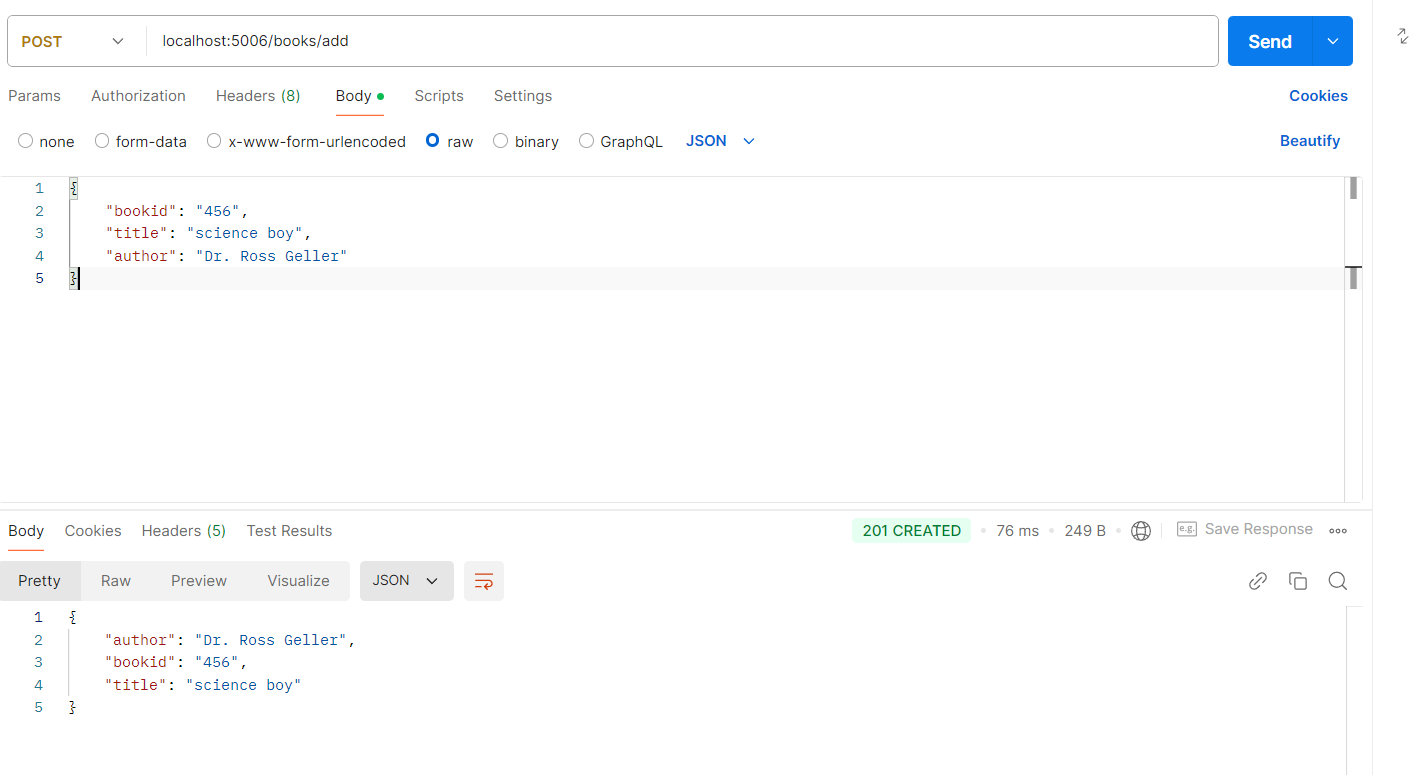 POST localhost:5006/books/add Send
Params Authorization Headers (8) Body Scripts Settings Cookies
none form-data x-www-form-urlencoded raw binary GraphQL JSON Beautify
1 {
2 "bookid": "456",
3 "title": "science boy",
4 "author": "Dr. Ross Geller"
5 }
Body Cookies Headers (5) Test Results 201 CREATED 76 ms 249 B e.g. Save Response
Pretty Raw Preview Visualize JSON
1 {
2 "author": "Dr. Ross Geller",
3 "bookid": "456",
4 "title": "science boy"
5 }